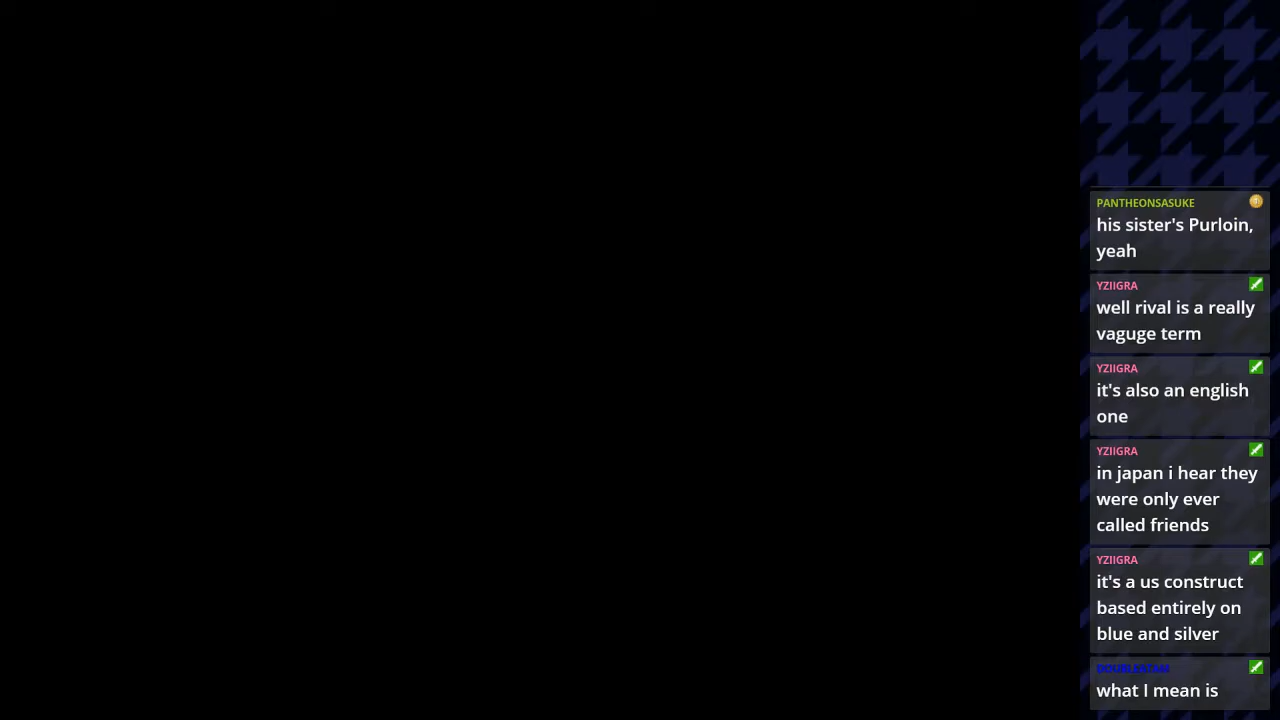 PANTHEONSASUKE
his sister's Purloin,
yeah
YZIIGRA
well rival is a really
vaguge term
YZIIGRA
it's also an english
one
YZIIGRA
in japan i hear they
were only ever
called friends
YZIIGRA
it's a us construct
based entirely on
blue and silver
what I mean is